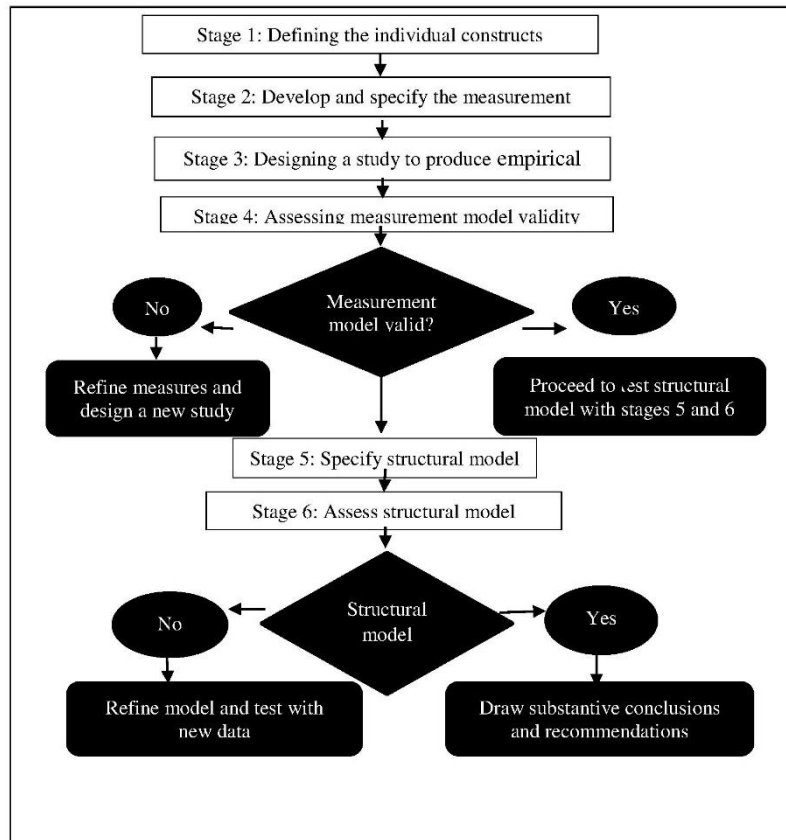 Stage 1: Defining the individual constructs
Stage 2: Develop and specify the measurement
Stage 3: Designing a study to produce empirical
Stage 4: Assessing measurement model validity
No
Measurement
model valid?
Yes
Refine measures and
design a new study
Proceed to test structural
model with stages 5 and 6
Stage 5: Specify structural model
Stage 6: Assess structural model
No
Structural
model
Yes
Refine model and test with
new data
Draw substantive conclusions
and recommendations